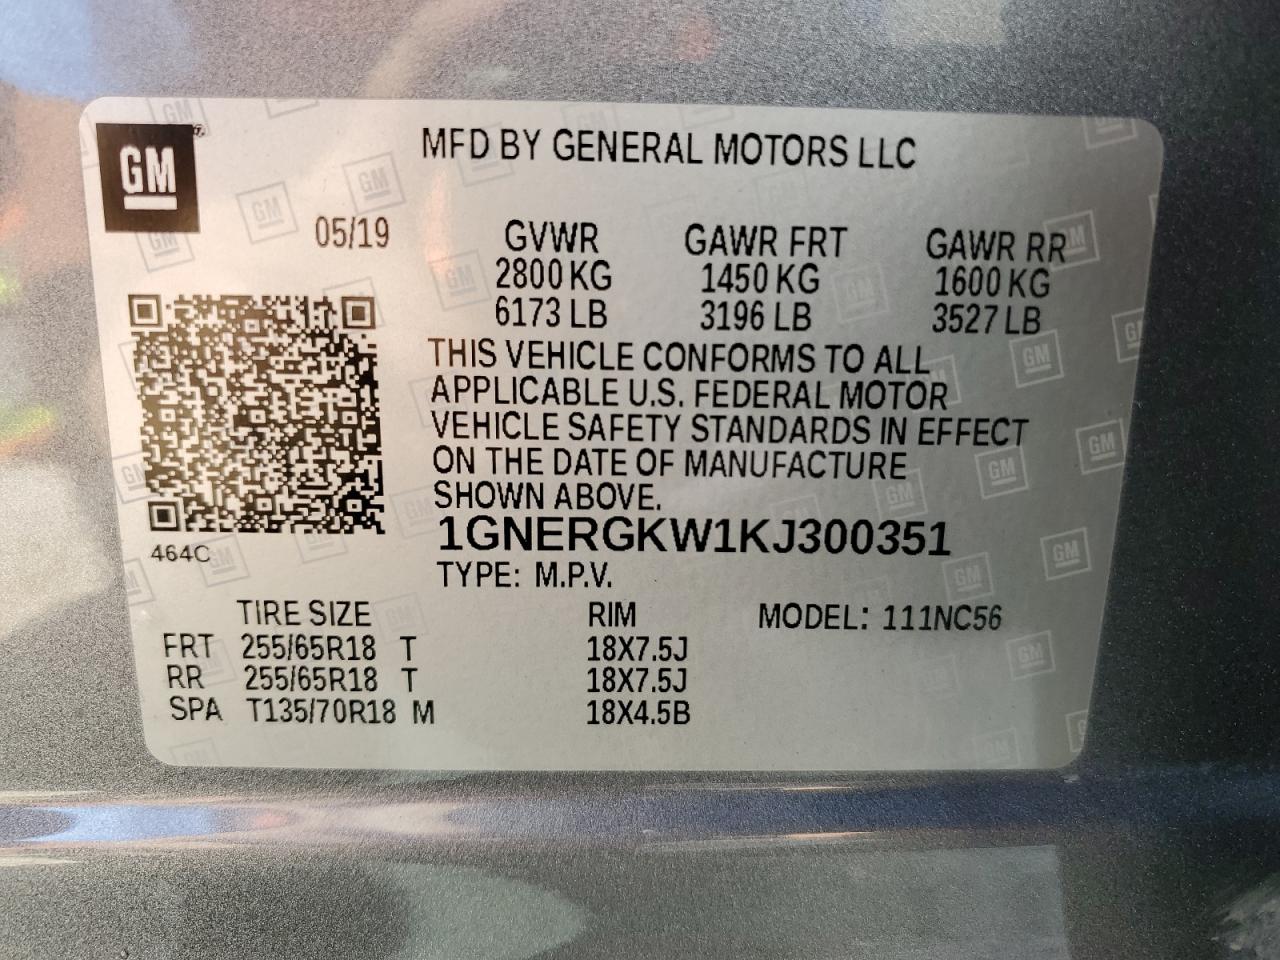 GM
MFD BY GENERAL MOTORS LLC
05/19
GVWR GAWR FRT GAWR RR
2800 KG 1450 KG 1600 KG
6173 LB 3196 LB 3527 LB
THIS VEHICLE CONFORMS TO ALL
APPLICABLE U.S. FEDERAL MOTOR
VEHICLE SAFETY STANDARDS IN EFFECT
ON THE DATE OF MANUFACTURE
SHOWN ABOVE.
464C
1GNERGKW1KJ300351
TYPE: M.P.V.
TIRE SIZE RIM MODEL: 111NC56
FRT 255/65R18 T 18X7.5J
RR 255/65R18 T 18X7.5J
SPA T135/70R18 M 18X4.5B